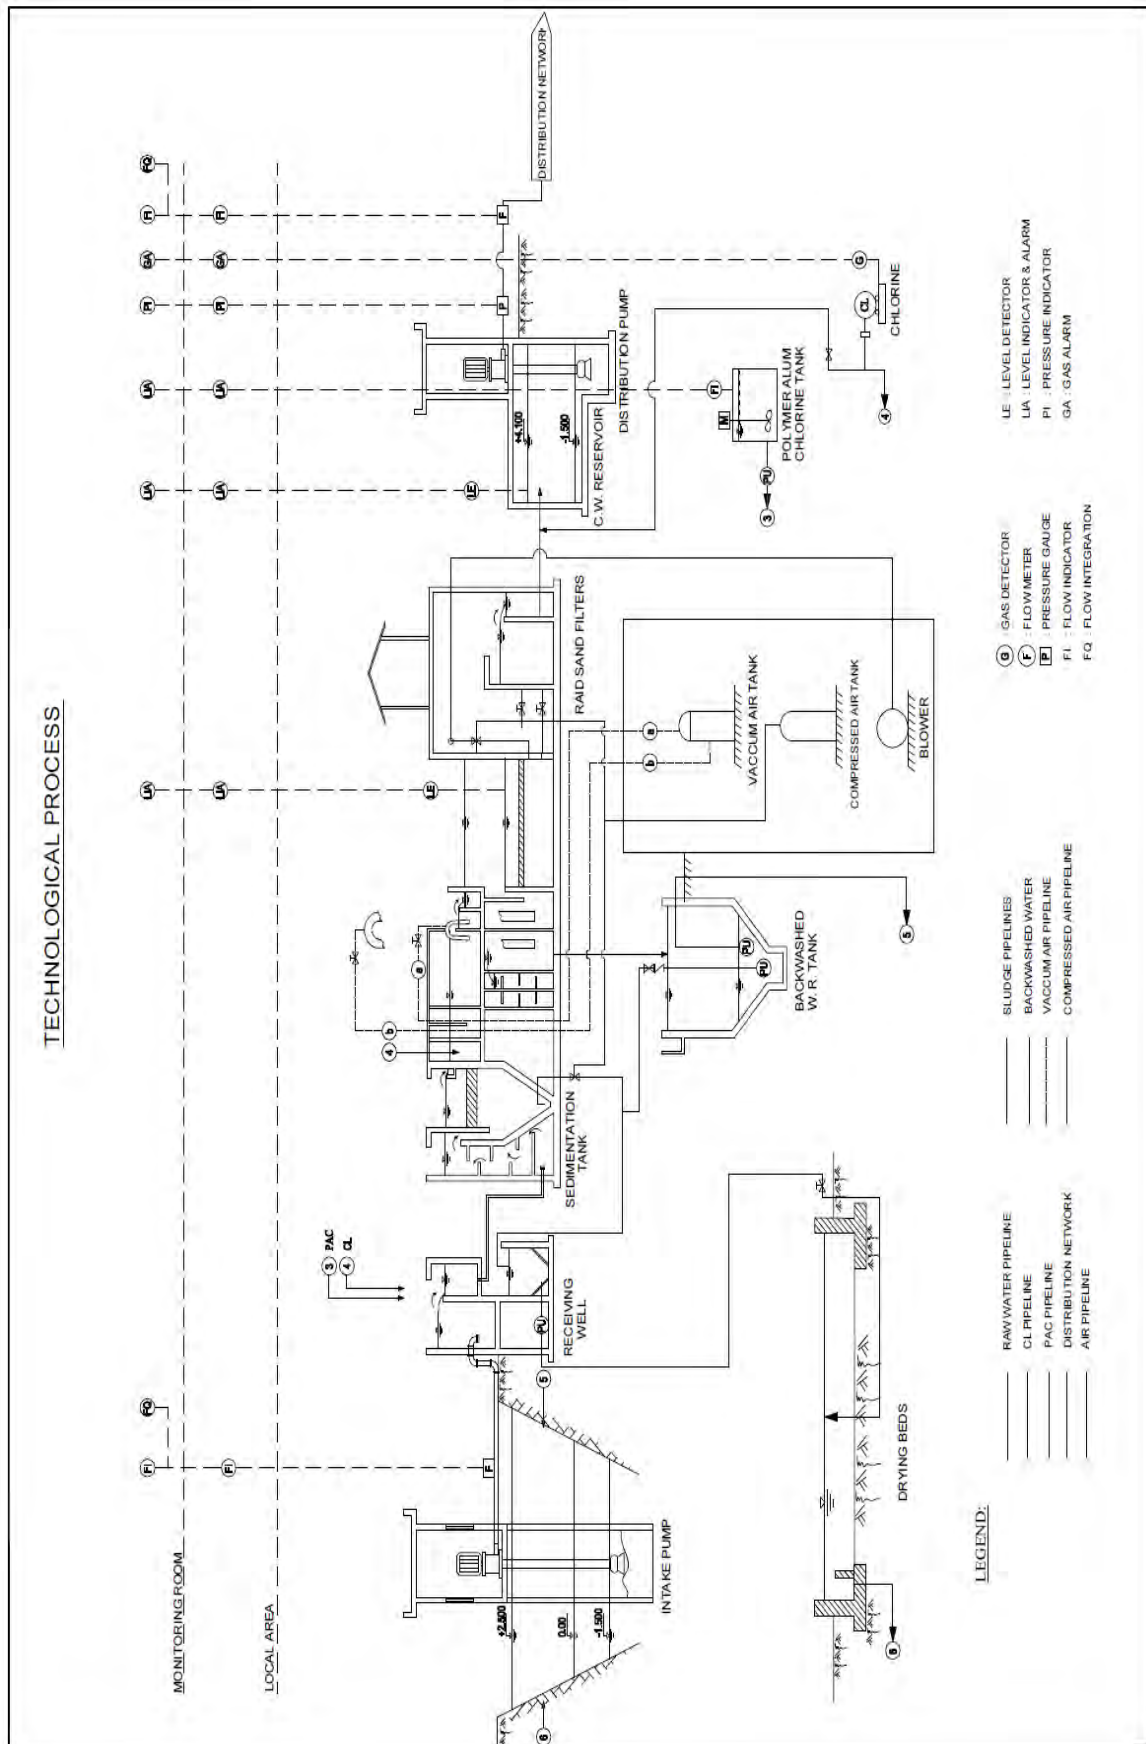 TECHNOLOGICAL PROCESS
FQ
FQ
FI
LIA
LIA
LIA
PI
GA
FI
MONITORING ROOM
FI
LIA
LIA
LIA
PI
GA
FI
LOCAL AREA
3 PAC
4 CL
b
4
a
LE
LE
F
P
F
+2.500
0.00
-1.500
6
5
PU
+4.100
-1.500
DISTRIBUTION NETWORK
INTAKE PUMP
RECEIVING
WELL
SEDIMENTATION
TANK
RAID SAND FILTERS
C.W. RESERVOIR
DISTRIBUTION PUMP
b
a
VACCUM AIR TANK
COMPRESSED AIR TANK
BLOWER
PU
PU
BACKWASHED
W. R. TANK
5
FI
M
PU
3
POLYMER ALUM
CHLORINE TANK
G
CL
CHLORINE
4
DRYING BEDS
6
LEGEND:
RAW WATER PIPELINE
CL PIPELINE
PAC PIPELINE
DISTRIBUTION NETWORK
AIR PIPELINE
SLUDGE PIPELINES
BACKWASHED WATER
VACCUM AIR PIPELINE
COMPRESSED AIR PIPELINE
G : GAS DETECTOR
F : FLOW METER
P : PRESSURE GAUGE
FI : FLOW INDICATOR
FQ : FLOW INTEGRATION
LE : LEVEL DETECTOR
LIA : LEVEL INDICATOR & ALARM
PI : PRESSURE INDICATOR
GA : GAS ALARM